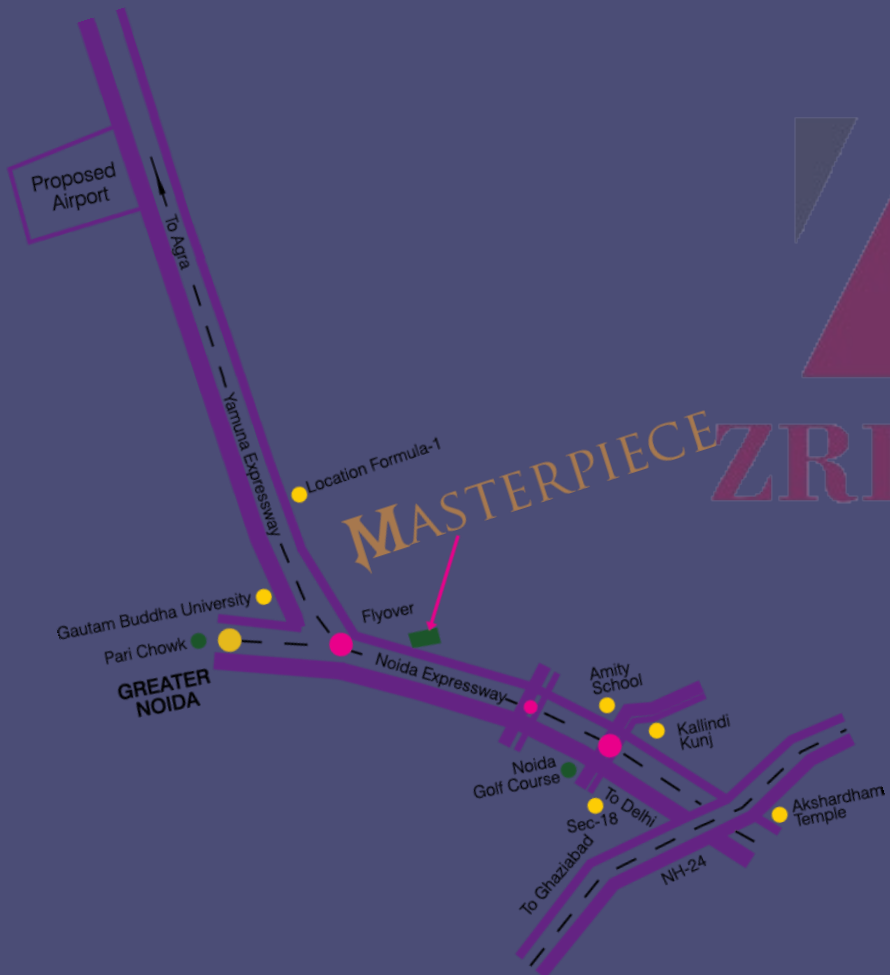 Proposed
Airport
To Agra
Yamuna Expressway
Location Formula-1
MASTERPIECE
ZRI
Gautam Buddha University
Flyover
Pari Chowk
GREATER
NOIDA
Noida Expressway
Amity
School
Kallindi
Kunj
Noida
Golf Course
To Delhi
Sec-18
Akshardham
Temple
To Ghaziabad
NH-24